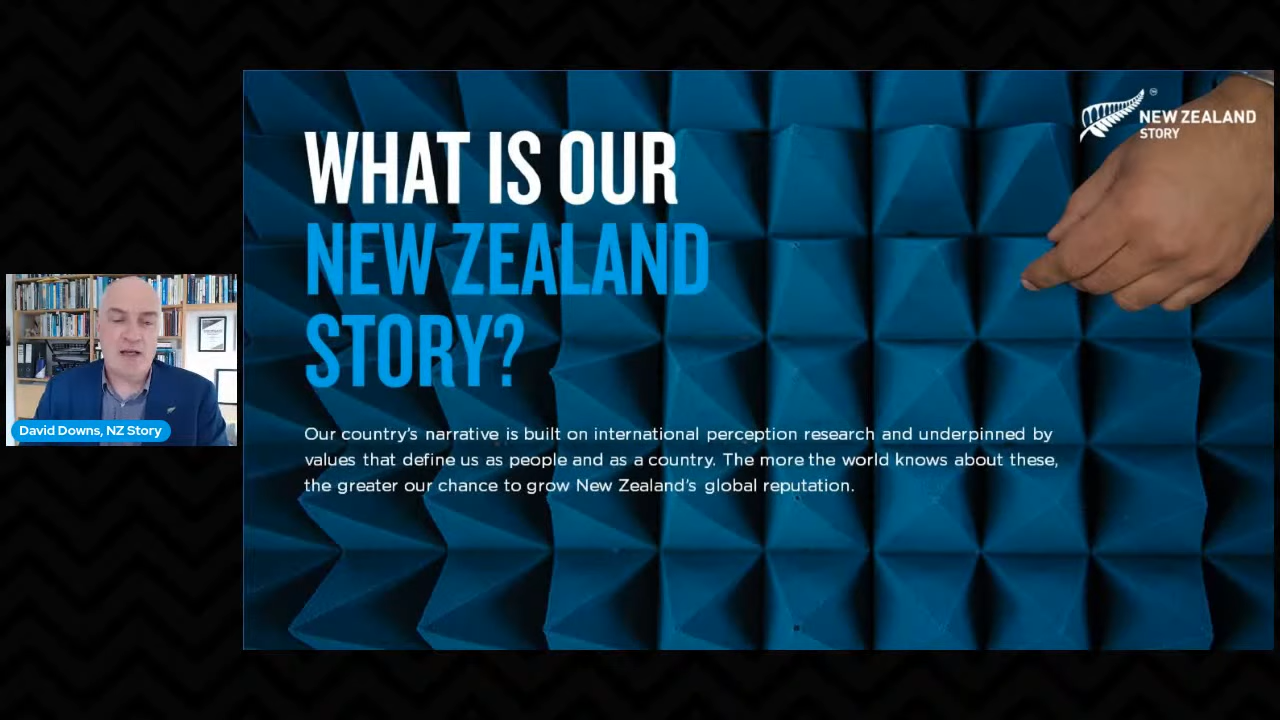 WHAT IS OUR
NEW ZEALAND
STORY?
Our country's narrative is built on international perception research and underpinned by
values that define us as people and as a country. The more the world knows about these,
the greater our chance to grow New Zealand's global reputation.
NEW ZEALAND
STORY
TM
David Downs, NZ Story